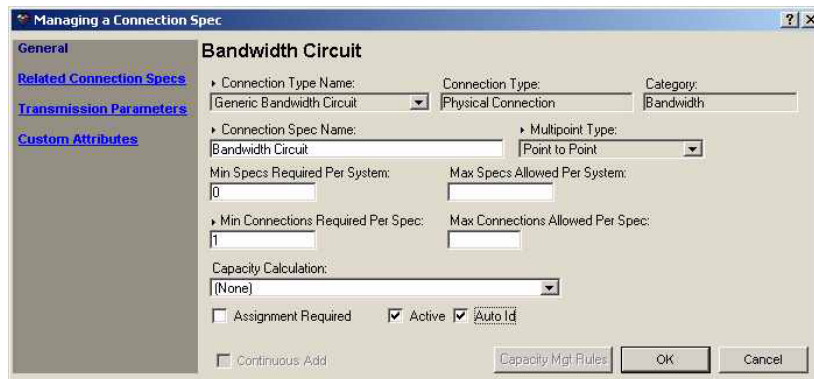 Managing a Connection Spec
General
Related Connection Specs
Transmission Parameters
Custom Attributes
Bandwidth Circuit
Connection Type Name: Connection Type: Category:
Generic Bandwidth Circuit Physical Connection Bandwidth
Connection Spec Name: Multipoint Type:
Bandwidth Circuit Point to Point
Min Specs Required Per System: Max Specs Allowed Per System:
0
Min Connections Required Per Spec: Max Connections Allowed Per Spec:
1
Capacity Calculation:
(None)
Assignment Required Active Auto Id
Continuous Add Capacity Mgt Rules OK Cancel